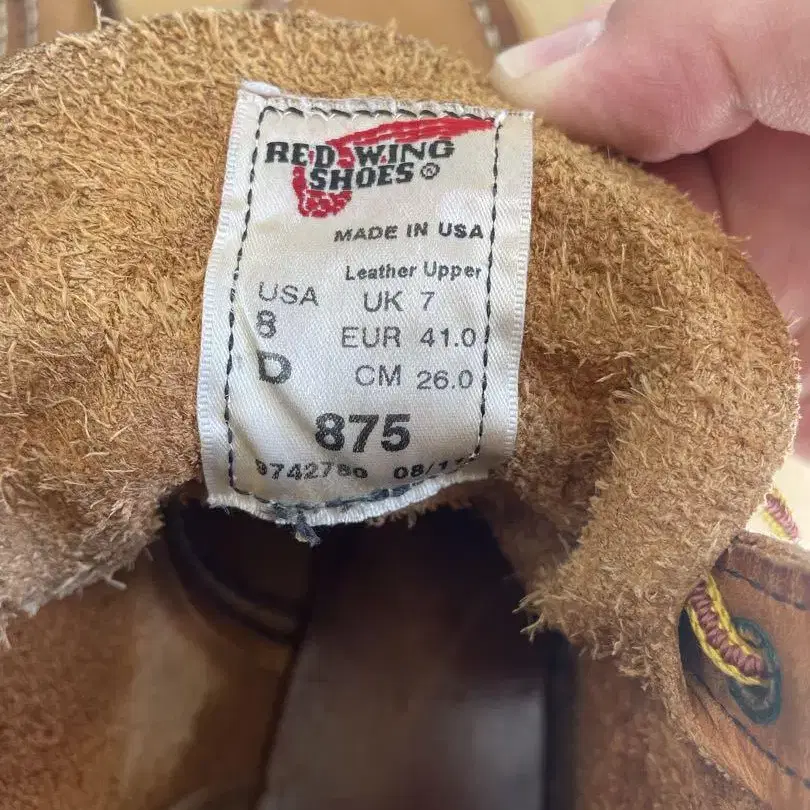 RED WING
SHOES®
MADE IN USA
Leather Upper
USA UK 7
8 EUR 41.0
D CM 26.0
875